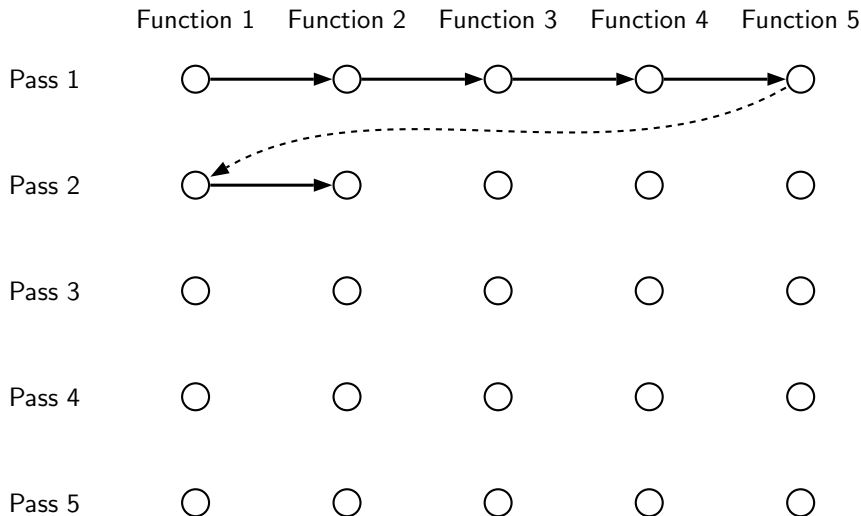 Function 1 Function 2 Function 3 Function 4 Function 5
Pass 1
Pass 2
Pass 3
Pass 4
Pass 5